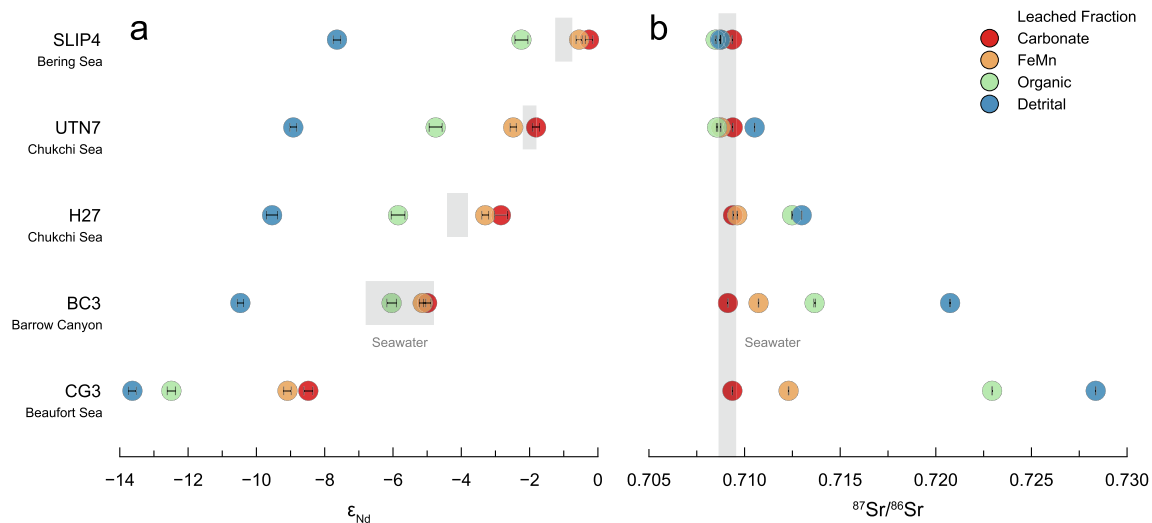 a
SLIP4
Bering Sea
UTN7
Chukchi Sea
H27
Chukchi Sea
BC3
Barrow Canyon
Seawater
CG3
Beaufort Sea
−14 −12 −10 −8 −6 −4 −2 0
εNd
b
Leached Fraction
Carbonate
FeMn
Organic
Detrital
Seawater
0.705 0.710 0.715 0.720 0.725 0.730
⁸⁷Sr/⁸⁶Sr